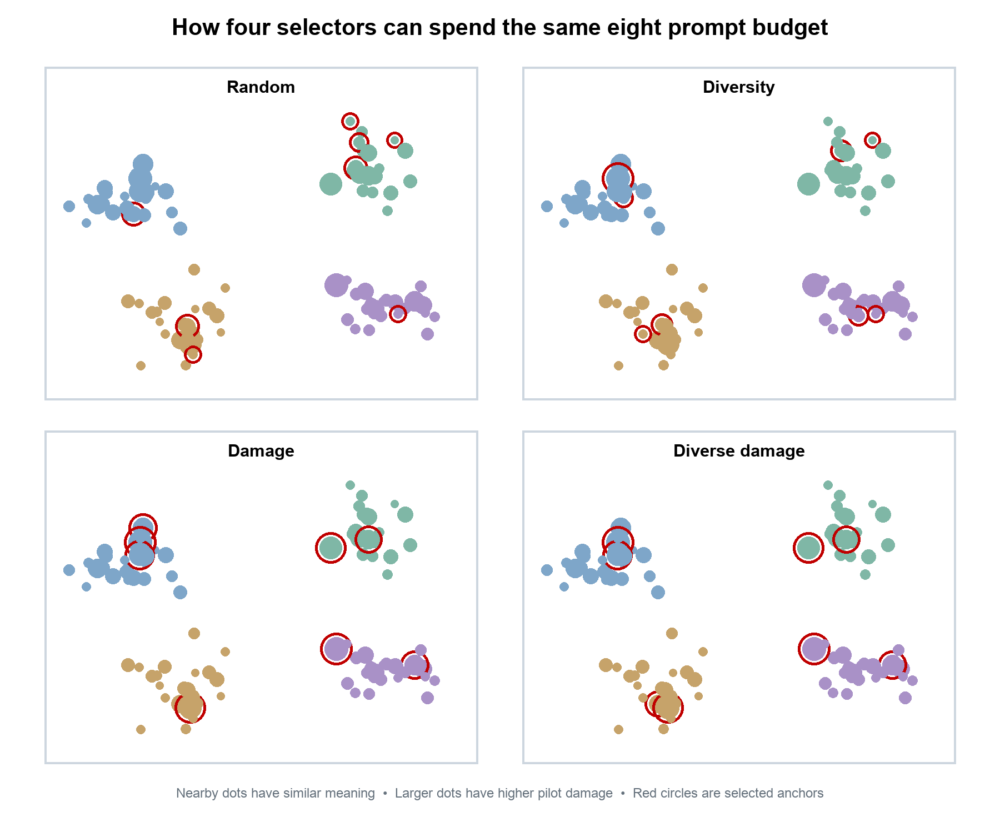 How four selectors can spend the same eight prompt budget
Random
Diversity
Damage
Diverse damage
Nearby dots have similar meaning • Larger dots have higher pilot damage • Red circles are selected anchors